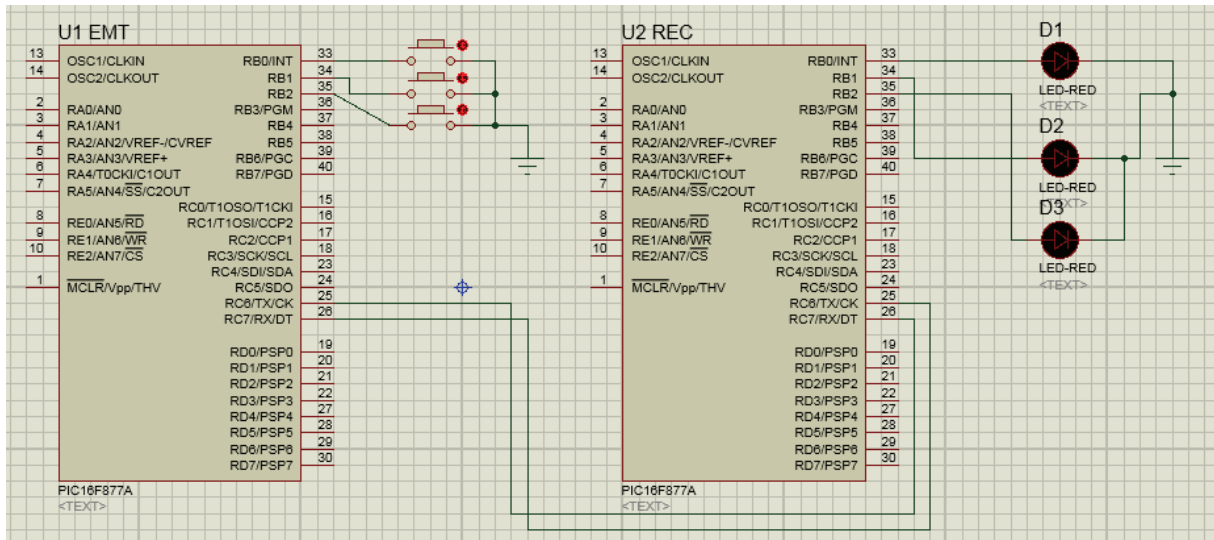 U1 EMT
13 OSC1/CLKIN RB0/INT 33
14 OSC2/CLKOUT RB1 34
RB2 35
2 RA0/AN0 RB3/PGM 36
3 RA1/AN1 RB4 37
4 RA2/AN2/VREF-/CVREF RB5 38
5 RA3/AN3/VREF+ RB6/PGC 39
6 RA4/T0CKI/C1OUT RB7/PGD 40
7 RA5/AN4/SS/C2OUT
RC0/T1OSO/T1CKI 15
8 RE0/AN5/RD RC1/T1OSI/CCP2 16
9 RE1/AN6/WR RC2/CCP1 17
10 RE2/AN7/CS RC3/SCK/SCL 18
RC4/SDI/SDA 23
1 MCLR/Vpp/THV RC5/SDO 24
RC6/TX/CK 25
RC7/RX/DT 26
RD0/PSP0 19
RD1/PSP1 20
RD2/PSP2 21
RD3/PSP3 22
RD4/PSP4 27
RD5/PSP5 28
RD6/PSP6 29
RD7/PSP7 30
PIC16F877A
<TEXT>
U2 REC
13 OSC1/CLKIN RB0/INT 33
14 OSC2/CLKOUT RB1 34
RB2 35
2 RA0/AN0 RB3/PGM 36
3 RA1/AN1 RB4 37
4 RA2/AN2/VREF-/CVREF RB5 38
5 RA3/AN3/VREF+ RB6/PGC 39
6 RA4/T0CKI/C1OUT RB7/PGD 40
7 RA5/AN4/SS/C2OUT
RC0/T1OSO/T1CKI 15
8 RE0/AN5/RD RC1/T1OSI/CCP2 16
9 RE1/AN6/WR RC2/CCP1 17
10 RE2/AN7/CS RC3/SCK/SCL 18
RC4/SDI/SDA 23
1 MCLR/Vpp/THV RC5/SDO 24
RC6/TX/CK 25
RC7/RX/DT 26
RD0/PSP0 19
RD1/PSP1 20
RD2/PSP2 21
RD3/PSP3 22
RD4/PSP4 27
RD5/PSP5 28
RD6/PSP6 29
RD7/PSP7 30
PIC16F877A
<TEXT>
D1
LED-RED
<TEXT>
D2
LED-RED
<TEXT>
D3
LED-RED
<TEXT>